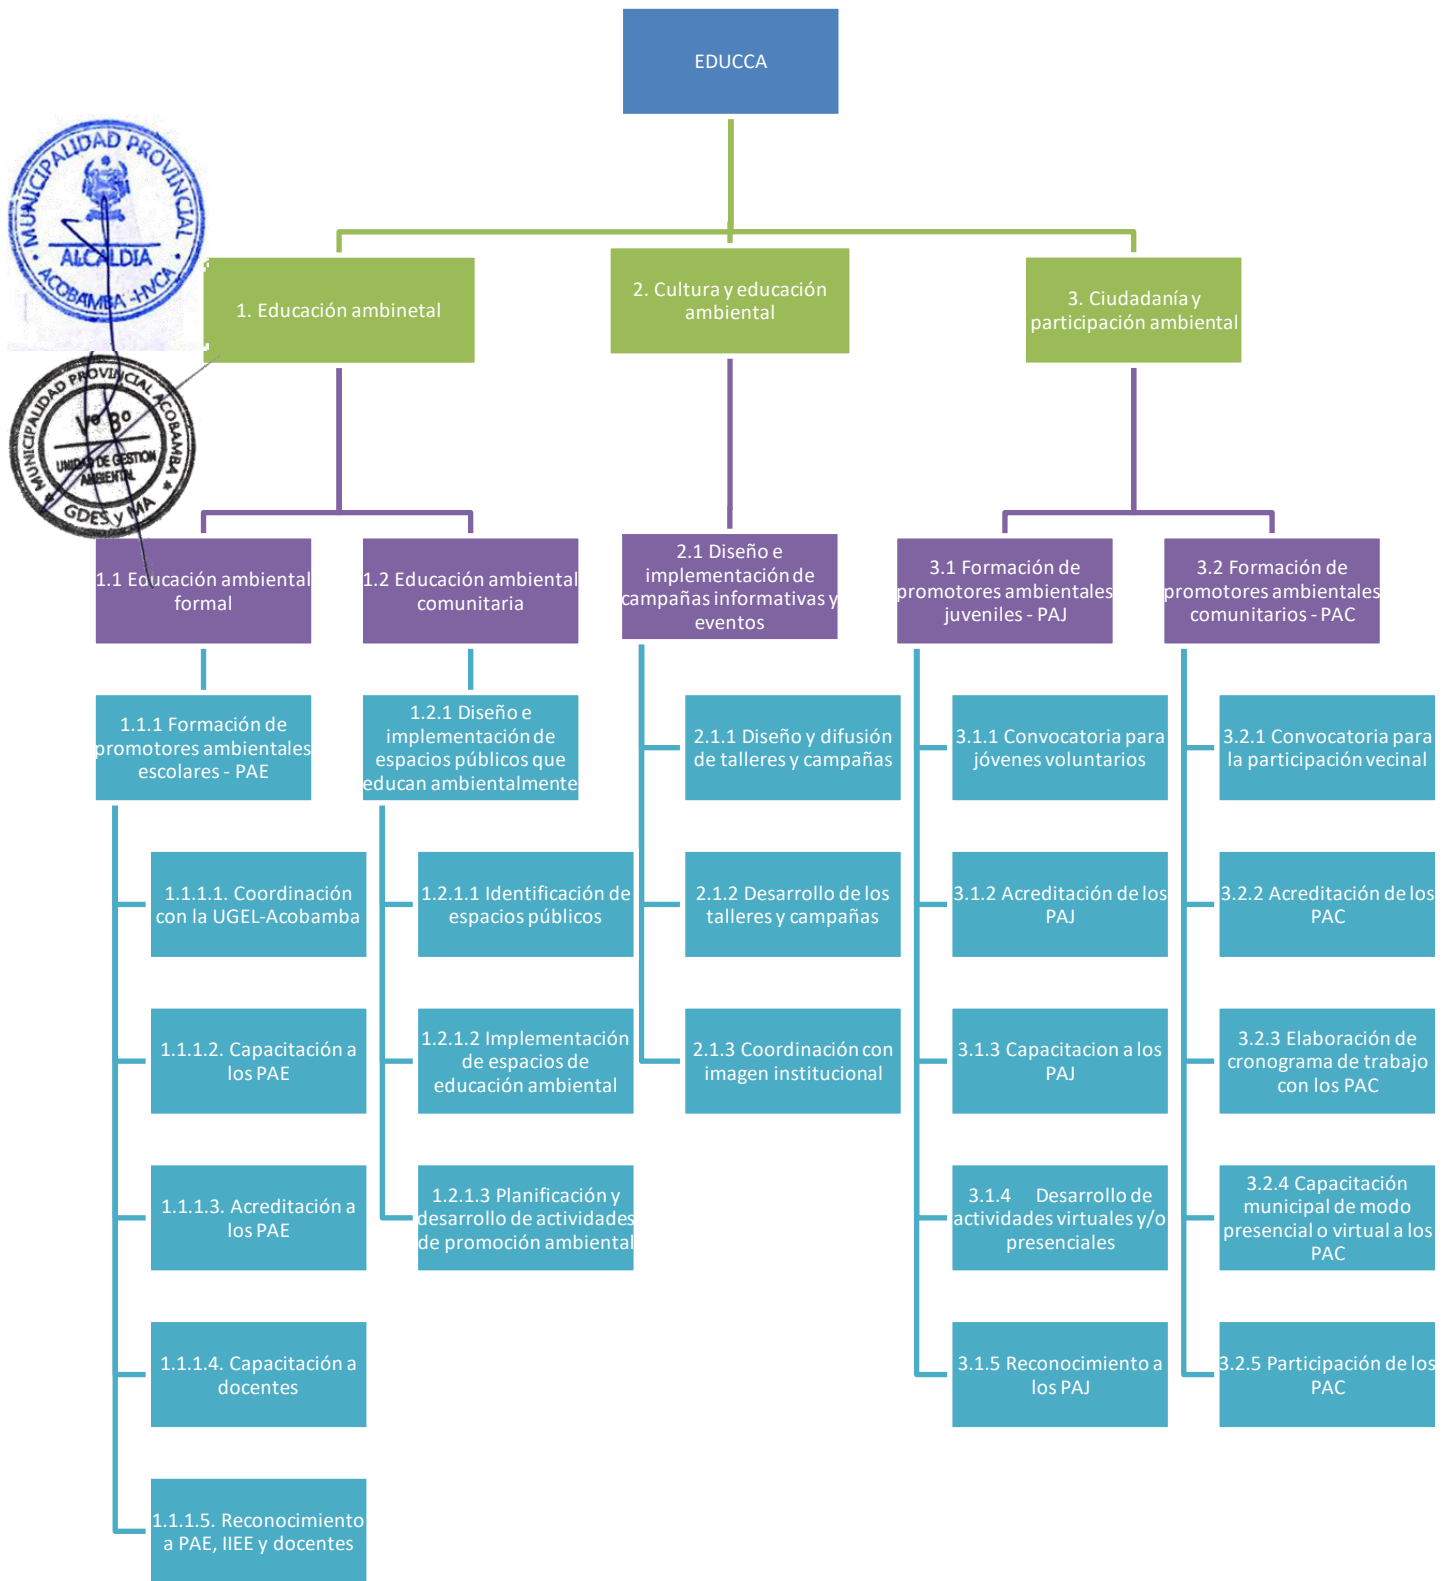 EDUCCA
MUNICIPALIDAD PROVINCIAL
ALCALDIA
ACOBAMBA - HVCA
1. Educación ambinetal
2. Cultura y educación
ambiental
3. Ciudadanía y
participación ambiental
MUNICIPALIDAD PROVINCIAL ACOBAMBA
Vº Bº
UNIDAD DE GESTION
AMBIENTAL
GDES y MA
1.1 Educación ambiental
formal
1.2 Educación ambiental
comunitaria
2.1 Diseño e
implementación de
campañas informativas y
eventos
3.1 Formación de
promotores ambientales
juveniles - PAJ
3.2 Formación de
promotores ambientales
comunitarios - PAC
1.1.1 Formación de
promotores ambientales
escolares - PAE
1.2.1 Diseño e
implementación de
espacios públicos que
educan ambientalmente
2.1.1 Diseño y difusión
de talleres y campañas
3.1.1 Convocatoria para
jóvenes voluntarios
3.2.1 Convocatoria para
la participación vecinal
1.1.1.1. Coordinación
con la UGEL-Acobamba
1.2.1.1 Identificación de
espacios públicos
2.1.2 Desarrollo de los
talleres y campañas
3.1.2 Acreditación de los
PAJ
3.2.2 Acreditación de los
PAC
1.1.1.2. Capacitación a
los PAE
1.2.1.2 Implementación
de espacios de
educación ambiental
2.1.3 Coordinación con
imagen institucional
3.1.3 Capacitacion a los
PAJ
3.2.3 Elaboración de
cronograma de trabajo
con los PAC
1.1.1.3. Acreditación a
los PAE
1.2.1.3 Planificación y
desarrollo de actividades
de promoción ambiental
3.1.4 Desarrollo de
actividades virtuales y/o
presenciales
3.2.4 Capacitación
municipal de modo
presencial o virtual a los
PAC
1.1.1.4. Capacitación a
docentes
3.1.5 Reconocimiento a
los PAJ
3.2.5 Participación de los
PAC
1.1.1.5. Reconocimiento
a PAE, IIEE y docentes